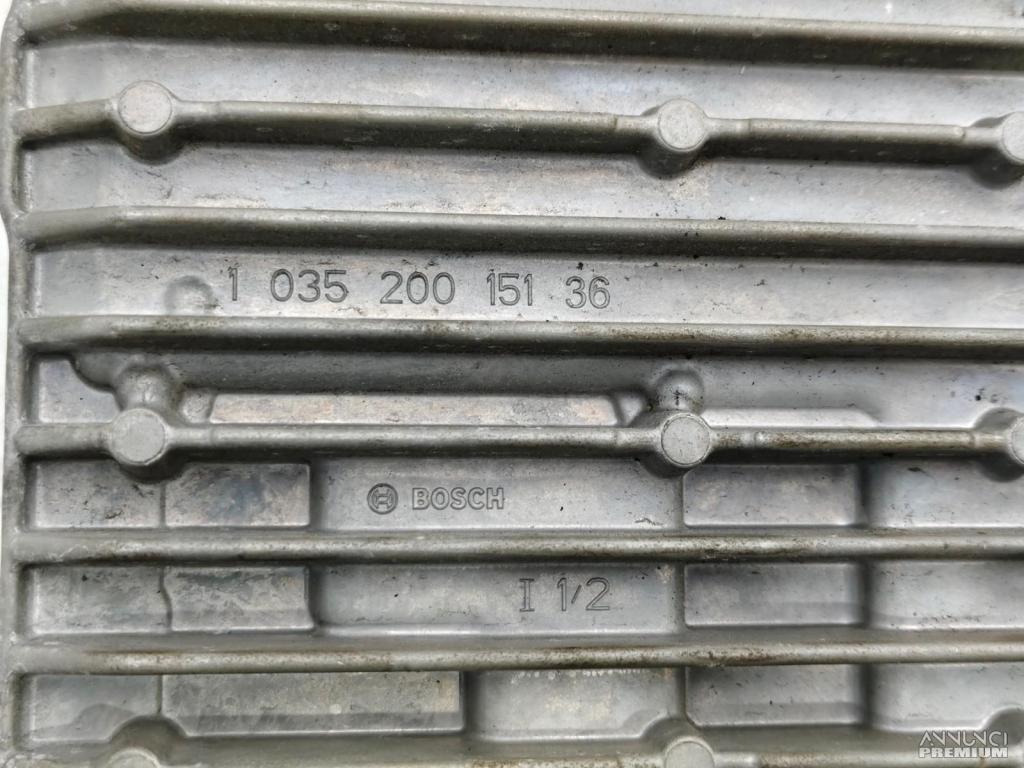 1 035 200 151 36
BOSCH
I 1/2
ANNUNCI
PREMIUM